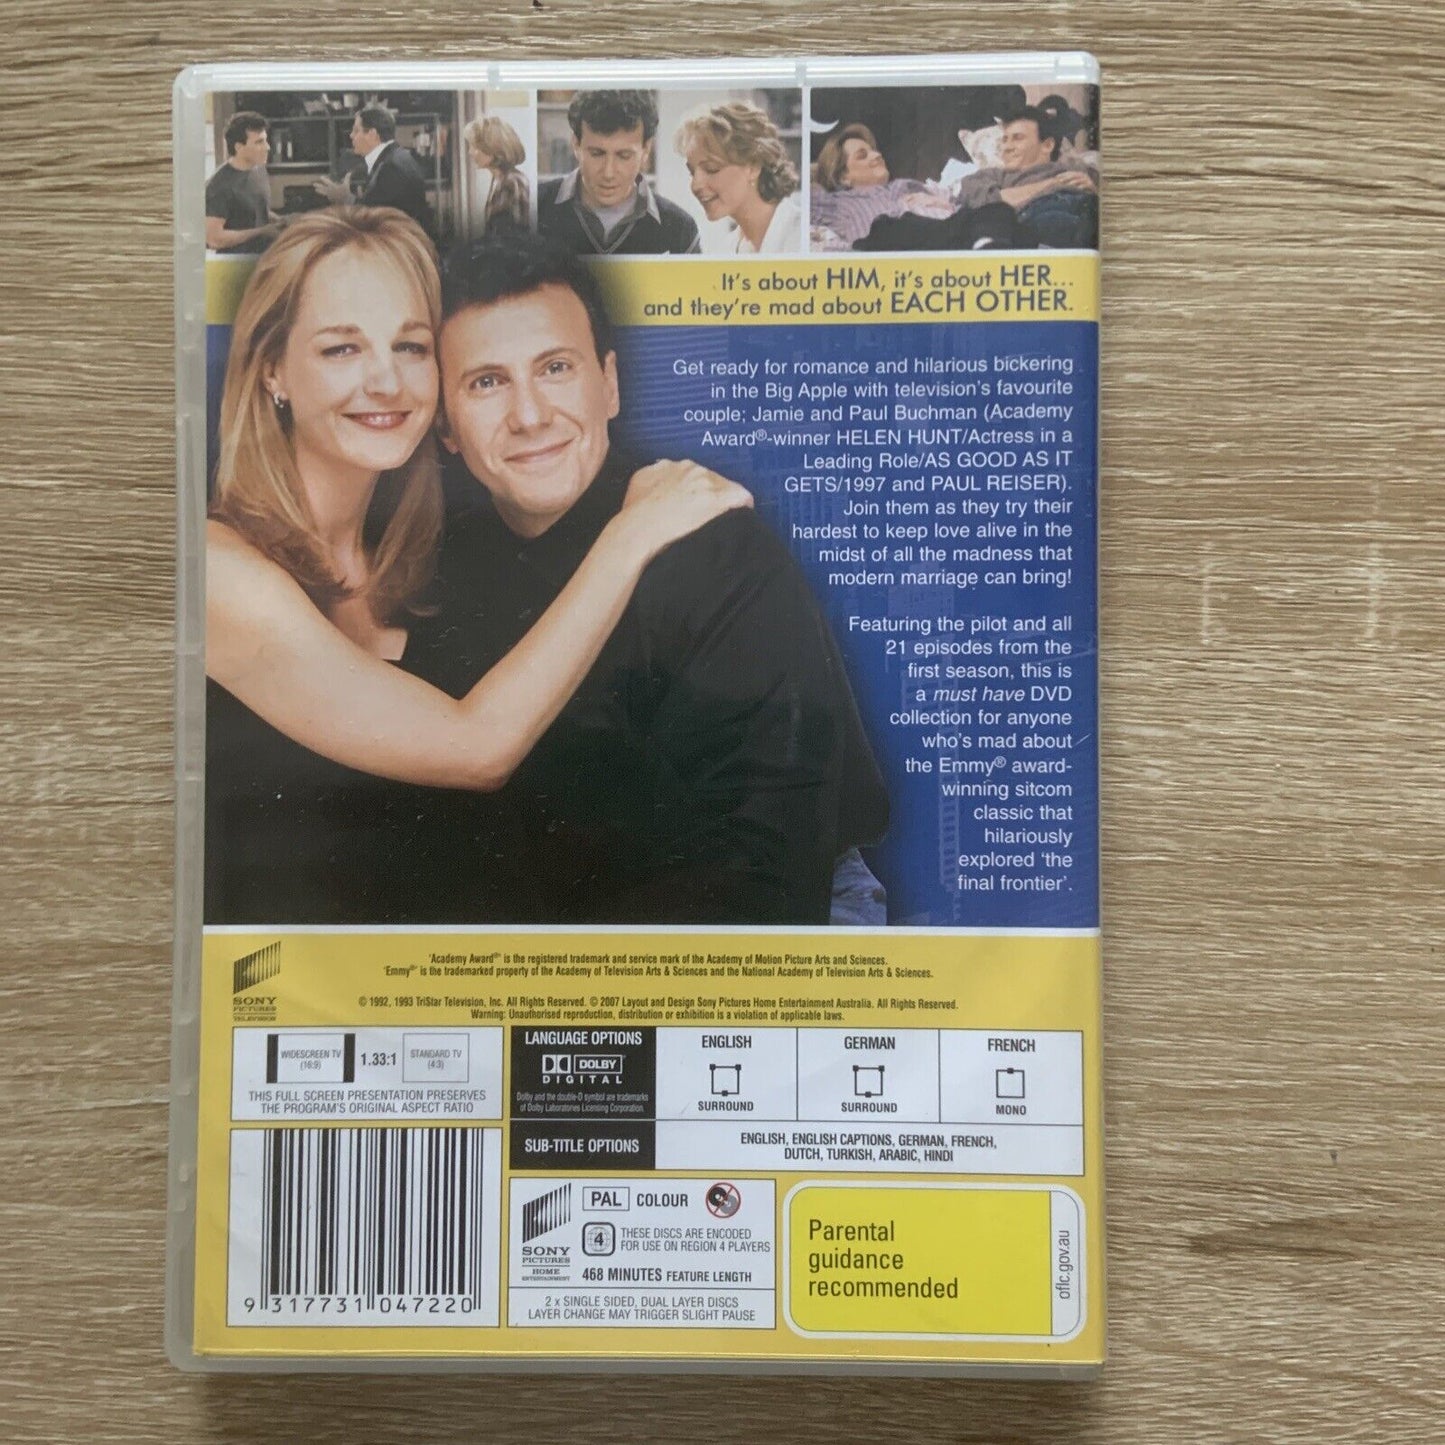 It's about HIM, it's about HER...
and they're mad about EACH OTHER.
Get ready for romance and hilarious bickering
in the Big Apple with television's favourite
couple; Jamie and Paul Buchman (Academy
Award®-winner HELEN HUNT/Actress in a
Leading Role/AS GOOD AS IT
GETS/1997 and PAUL REISER).
Join them as they try their
hardest to keep love alive in the
midst of all the madness that
modern marriage can bring!
Featuring the pilot and all
21 episodes from the
first season, this is
a must have DVD
collection for anyone
who's mad about
the Emmy® award-
winning sitcom
classic that
hilariously
explored 'the
final frontier'.
SONY
PICTURES
TELEVISION
'Academy Award®' is the registered trademark and service mark of the Academy of Motion Picture Arts and Sciences.
'Emmy®' is the trademarked property of the Academy of Television Arts & Sciences and the National Academy of Television Arts & Sciences.
© 1992, 1993 TriStar Television, Inc. All Rights Reserved. © 2007 Layout and Design Sony Pictures Home Entertainment Australia. All Rights Reserved.
Warning: Unauthorised reproduction, distribution or exhibition is a violation of applicable laws.
WIDESCREEN TV
(16:9)
1.33:1
STANDARD TV
(4:3)
THIS FULL SCREEN PRESENTATION PRESERVES
THE PROGRAM'S ORIGINAL ASPECT RATIO
LANGUAGE OPTIONS
DOLBY
DIGITAL
Dolby and the double-D symbol are trademarks
of Dolby Laboratories Licensing Corporation.
ENGLISH
SURROUND
GERMAN
SURROUND
FRENCH
MONO
SUB-TITLE OPTIONS
ENGLISH, ENGLISH CAPTIONS, GERMAN, FRENCH,
DUTCH, TURKISH, ARABIC, HINDI
9 317731 047220
SONY
PICTURES
HOME
ENTERTAINMENT
PAL COLOUR
4
THESE DISCS ARE ENCODED
FOR USE ON REGION 4 PLAYERS
468 MINUTES FEATURE LENGTH
2 x SINGLE SIDED, DUAL LAYER DISCS
LAYER CHANGE MAY TRIGGER SLIGHT PAUSE
Parental
guidance
recommended
oflc.gov.au